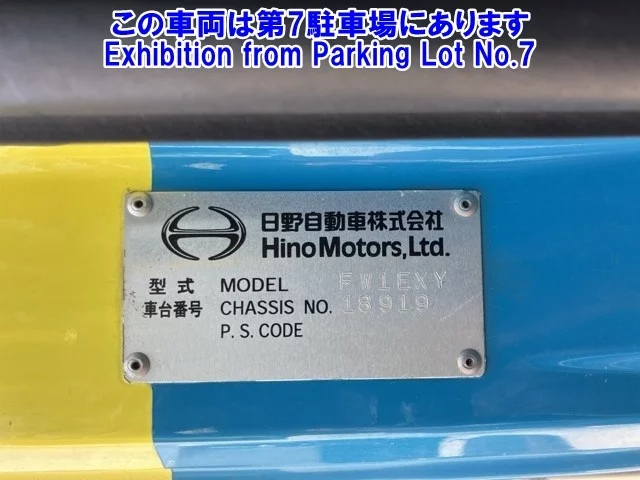 この車両は第7駐車場にあります
Exhibition from Parking Lot No.7
日野自動車株式会社
Hino Motors, Ltd.
型式 MODEL FW1EXY
車台番号 CHASSIS NO. 18919
P. S. CODE